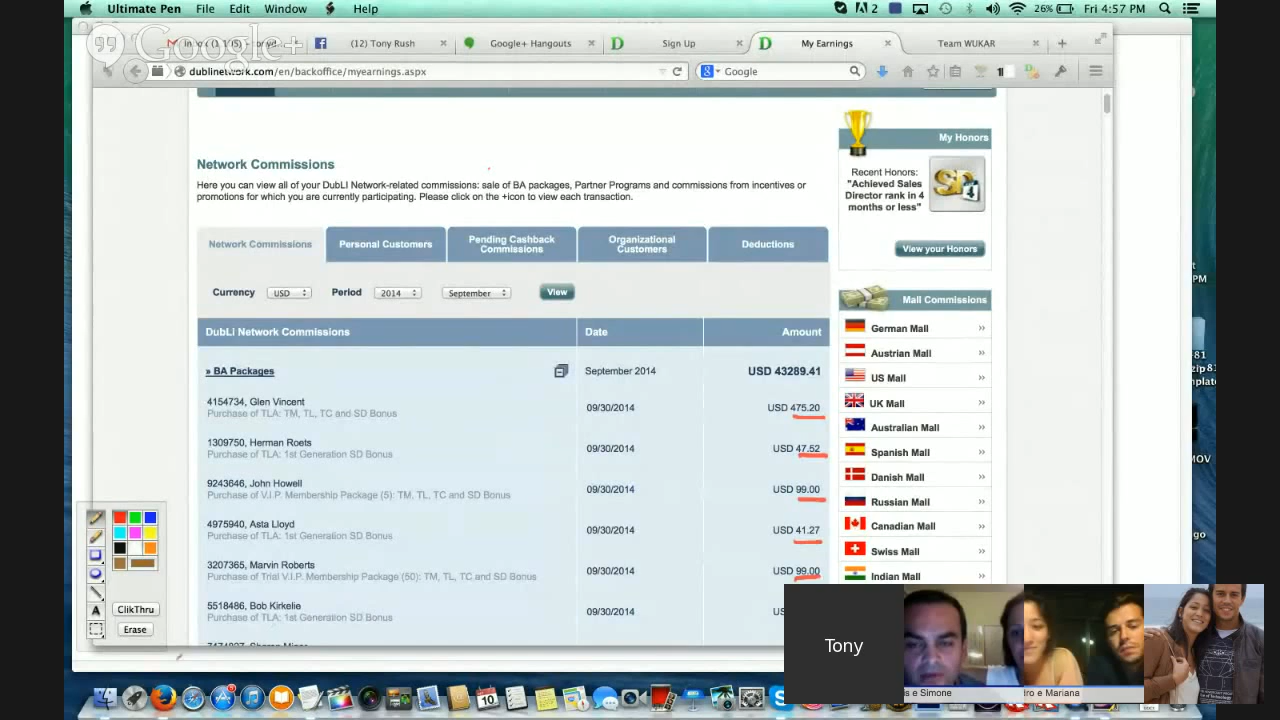 Ultimate Pen File Edit Window Help
2 26% Fri 4:57 PM Q
Google+
(12) Tony Rush
Google+ Hangouts
Sign Up
My Earnings
Team WUKAR
dublinetwork.com/en/backoffice/myearnings.aspx
Google
Network Commissions
Here you can view all of your DubLI Network-related commissions: sale of BA packages, Partner Programs and commissions from incentives or
promotions for which you are currently participating. Please click on the +icon to view each transaction.
My Honors
Recent Honors:
"Achieved Sales
Director rank in 4
months or less"
SD 4
View your Honors
Network Commissions
Personal Customers
Pending Cashback
Commissions
Organizational
Customers
Deductions
Currency USD Period 2014 September View
DubLi Network Commissions Date Amount
» BA Packages September 2014 USD 43289.41
4154734, Glen Vincent
Purchase of TLA: TM, TL, TC and SD Bonus
09/30/2014 USD 475.20
1309750, Herman Roets
Purchase of TLA: 1st Generation SD Bonus
09/30/2014 USD 47.52
9243646, John Howell
Purchase of V.I.P. Membership Package (5): TM, TL, TC and SD Bonus
09/30/2014 USD 99.00
4975940, Asta Lloyd
Purchase of TLA: 1st Generation SD Bonus
09/30/2014 USD 41.27
3207365, Marvin Roberts
Purchase of Trial V.I.P. Membership Package (50): TM, TL, TC and SD Bonus
09/30/2014 USD 99.00
5518486, Bob Kirkelie
Purchase of TLA: 1st Generation SD Bonus
09/30/2014
Mall Commissions
German Mall »
Austrian Mall »
US Mall »
UK Mall »
Australian Mall »
Spanish Mall »
Danish Mall »
Russian Mall »
Canadian Mall »
Swiss Mall »
Indian Mall »
A
ClikThru
Erase
PM
MOV
Tony
is e Simone
dro e Mariana
10